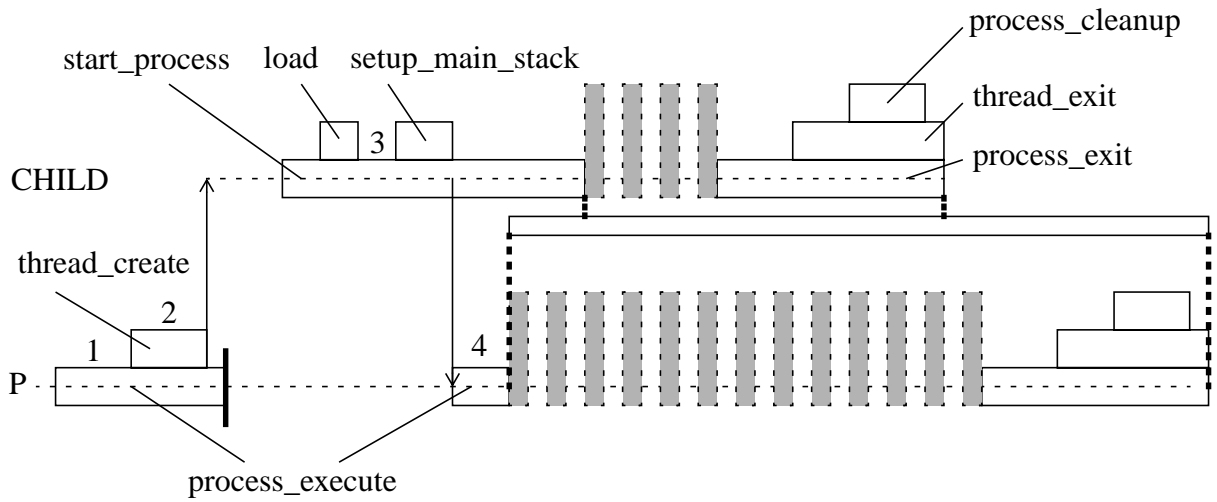 process_cleanup
start_process load setup_main_stack
thread_exit
3
process_exit
CHILD
thread_create
2
1 4
P
process_execute